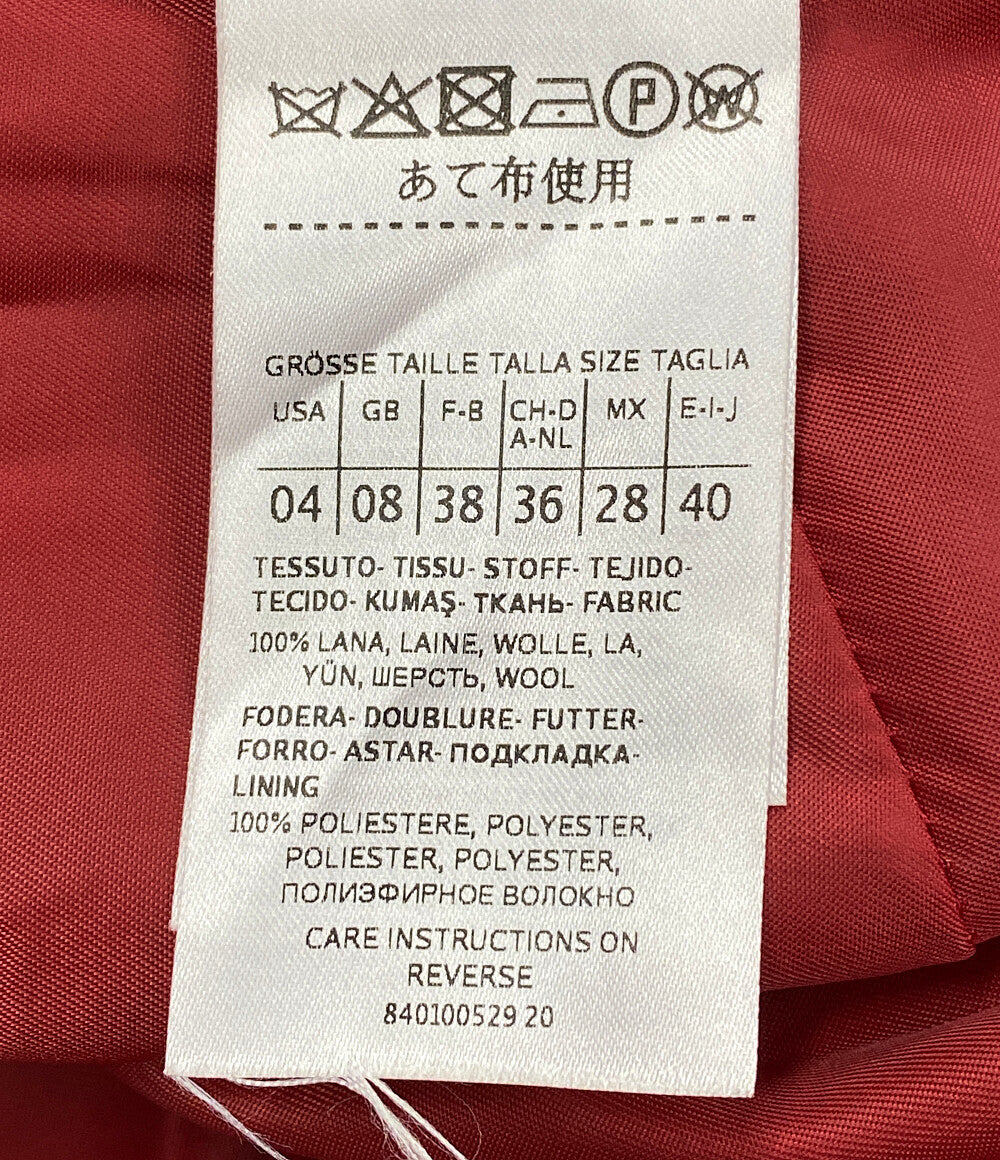 P W
あて布使用
GRÖSSE TAILLE TALLA SIZE TAGLIA
USA GB F-B CH-D A-NL MX E-I-J
04 08 38 36 28 40
TESSUTO- TISSU- STOFF- TEJIDO-
TECIDO- KUMAŞ- ТКАНЬ- FABRIC
100% LANA, LAINE, WOLLE, LA,
YÜN, ШЕРСТЬ, WOOL
FODERA- DOUBLURE- FUTTER-
FORRO- ASTAR- ПОДКЛАДКА-
LINING
100% POLIESTERE, POLYESTER,
POLIESTER, POLYESTER,
ПОЛИЭФИРНОЕ ВОЛОКНО
CARE INSTRUCTIONS ON
REVERSE
840100529 20